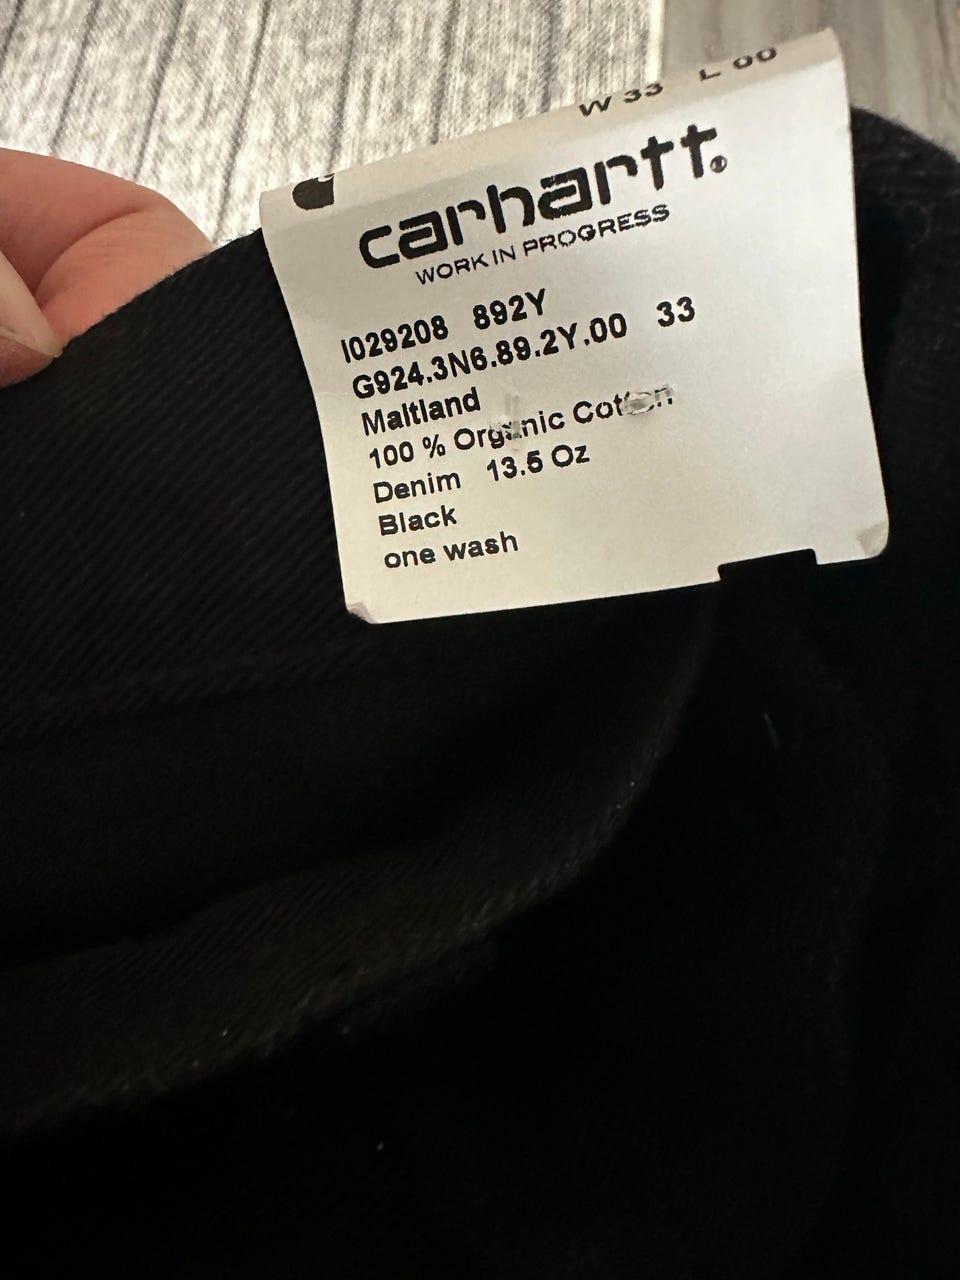 W 33 L 00
carhartt®
WORK IN PROGRESS
I029208 892Y
G924.3N6.89.2Y.00 33
Maltland
100 % Organic Cotton
Denim 13.5 Oz
Black
one wash